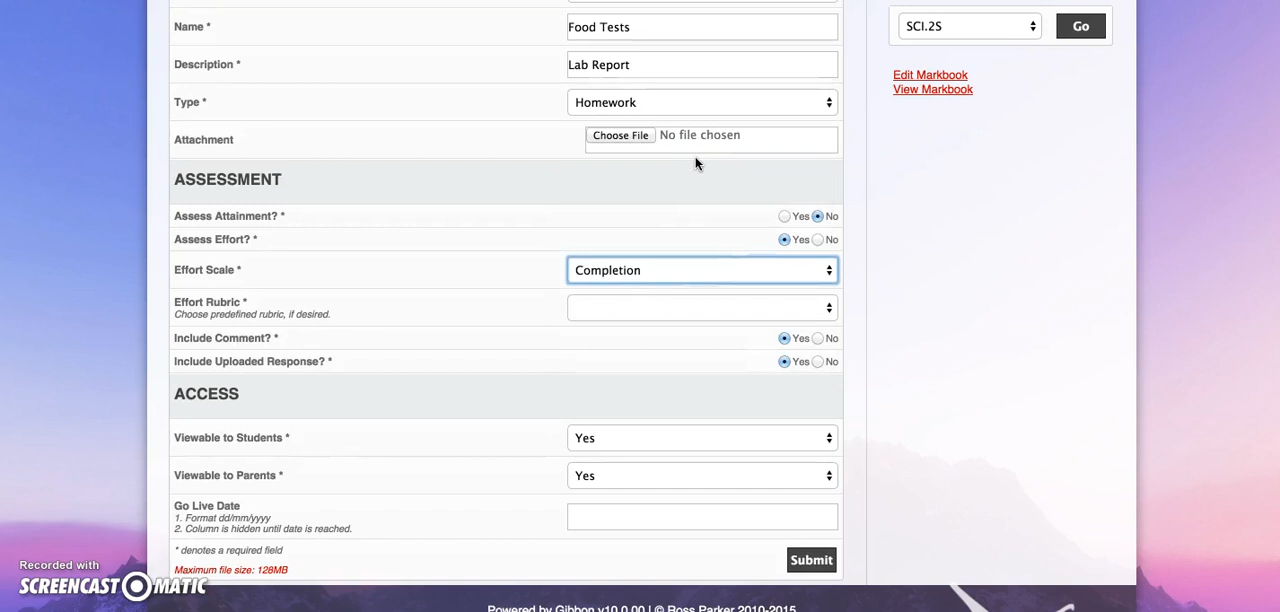 Name *
Food Tests
Description *
Lab Report
Type *
Homework
Attachment
Choose File No file chosen
ASSESSMENT
Assess Attainment? *
Yes No
Assess Effort? *
Yes No
Effort Scale *
Completion
Effort Rubric *
Choose predefined rubric, if desired.
Include Comment? *
Yes No
Include Uploaded Response? *
Yes No
ACCESS
Viewable to Students *
Yes
Viewable to Parents *
Yes
Go Live Date
1. Format dd/mm/yyyy
2. Column is hidden until date is reached.
* denotes a required field
Maximum file size: 128MB
Submit
SCI.2S
Go
Edit Markbook
View Markbook
Recorded with
SCREENCAST MATIC
Powered by Gibbon v10.0.00 | © Ross Parker 2010-2015